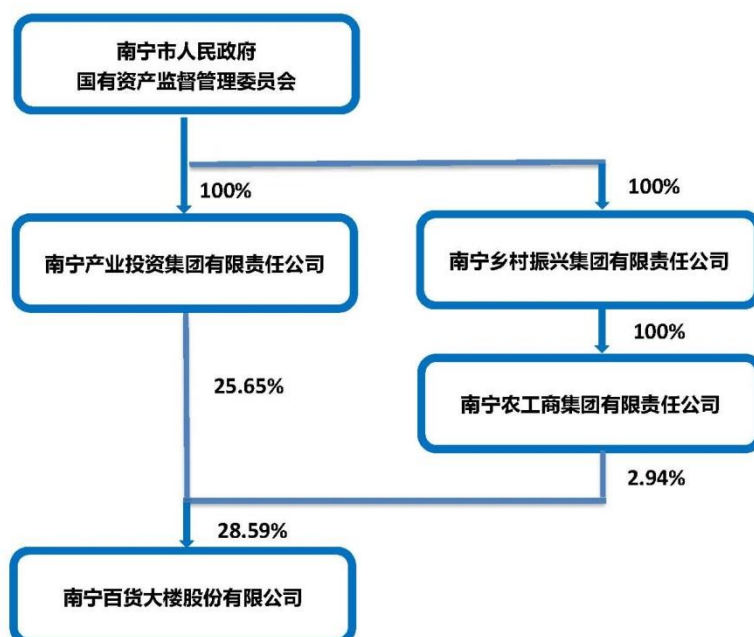 南宁市人民政府
国有资产监督管理委员会
100%
100%
南宁产业投资集团有限责任公司
南宁乡村振兴集团有限责任公司
100%
25.65%
南宁农工商集团有限责任公司
2.94%
28.59%
南宁百货大楼股份有限公司